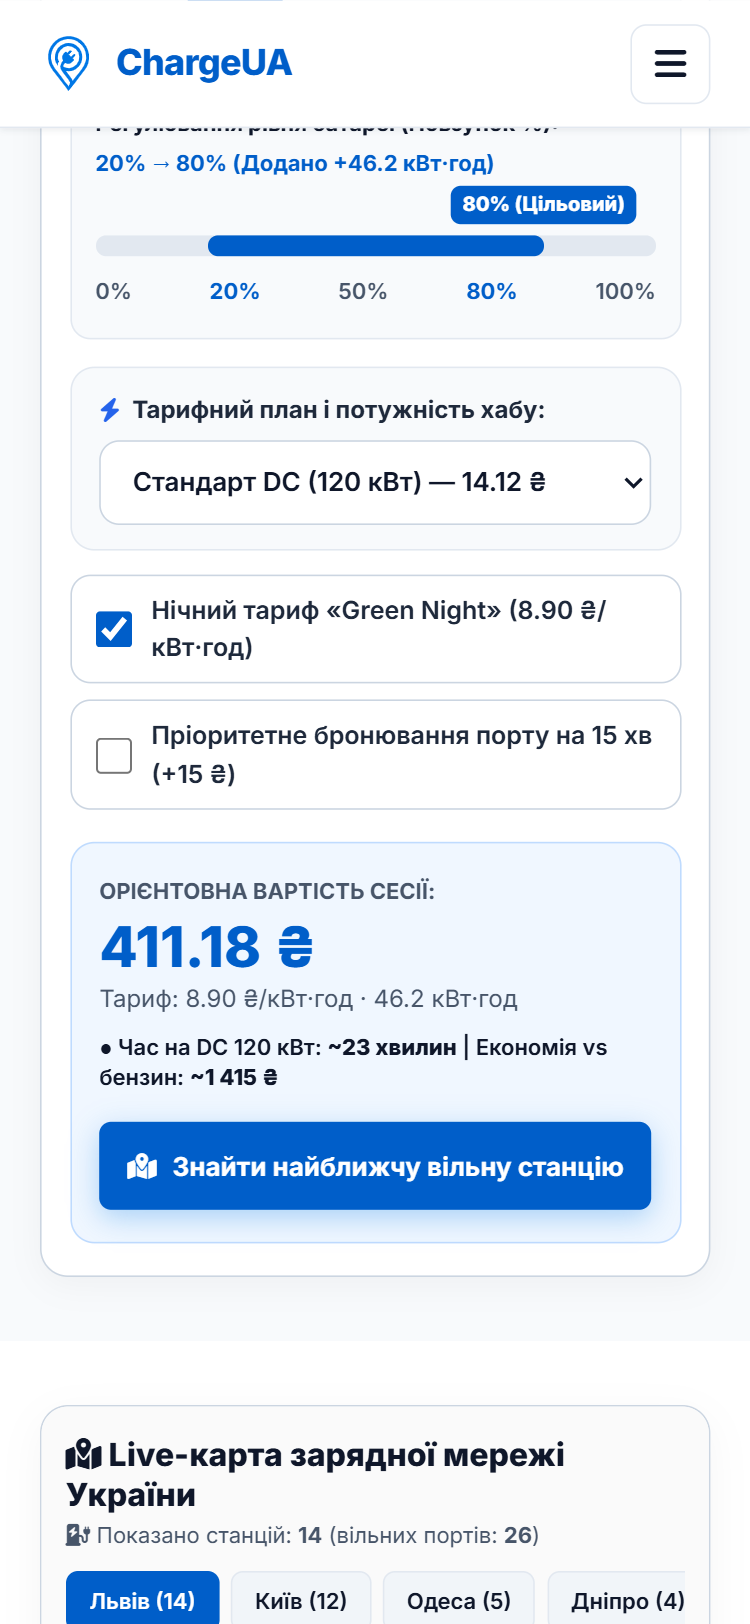 ChargeUA
20% → 80% (Додано +46.2 кВт·год)
80% (Цільовий)
0% 20% 50% 80% 100%
Тарифний план і потужність хабу:
Стандарт DC (120 кВт) — 14.12 ₴
Нічний тариф «Green Night» (8.90 ₴/
кВт·год)
Пріоритетне бронювання порту на 15 хв
(+15 ₴)
ОРІЄНТОВНА ВАРТІСТЬ СЕСІЇ:
411.18 ₴
Тариф: 8.90 ₴/кВт·год · 46.2 кВт·год
● Час на DC 120 кВт: ~23 хвилин | Економія vs
бензин: ~1 415 ₴
Знайти найближчу вільну станцію
Live-карта зарядної мережі
України
Показано станцій: 14 (вільних портів: 26)
Львів (14) Київ (12) Одеса (5) Дніпро (4)